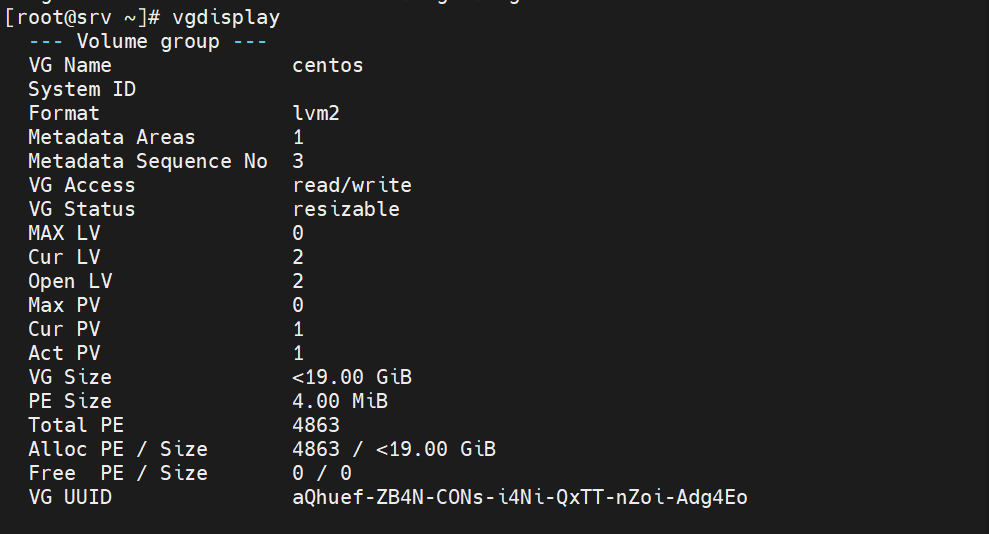 [root@srv ~]# vgdisplay
--- Volume group ---
VG Name centos
System ID
Format lvm2
Metadata Areas 1
Metadata Sequence No 3
VG Access read/write
VG Status resizable
MAX LV 0
Cur LV 2
Open LV 2
Max PV 0
Cur PV 1
Act PV 1
VG Size <19.00 GiB
PE Size 4.00 MiB
Total PE 4863
Alloc PE / Size 4863 / <19.00 GiB
Free  PE / Size 0 / 0
VG UUID aQhuef-ZB4N-CONs-i4Ni-QxTT-nZoi-Adg4Eo